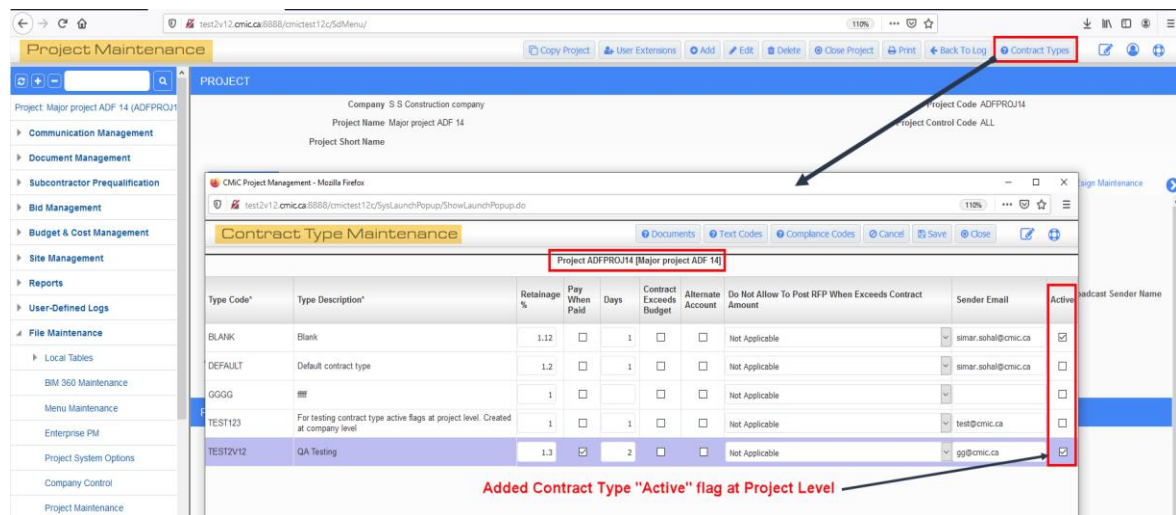 test2v12.cmic.ca:8888/cmictest12c/SdMenu/
110%
Project Maintenance
Copy Project
User Extensions
Add
Edit
Delete
Close Project
Print
Back To Log
Contract Types
Project: Major project ADF 14 (ADFPROJ1
Communication Management
Document Management
Subcontractor Prequalification
Bid Management
Budget & Cost Management
Site Management
Reports
User-Defined Logs
File Maintenance
Local Tables
BIM 360 Maintenance
Menu Maintenance
Enterprise PM
Project System Options
Company Control
Project Maintenance
PROJECT
Company S S Construction company
Project Code ADFPROJ14
Project Name Major project ADF 14
Project Control Code ALL
Project Short Name
sign Maintenance
oadcast Sender Name
CMiC Project Management - Mozilla Firefox
test2v12.cmic.ca:8888/cmictest12c/SysLaunchPopup/ShowLaunchPopup.do
110%
Contract Type Maintenance
Documents
Text Codes
Compliance Codes
Cancel
Save
Close
Project ADFPROJ14 [Major project ADF 14]
Type Code*
Type Description*
Retainage %
Pay When Paid
Days
Contract Exceeds Budget
Alternate Account
Do Not Allow To Post RFP When Exceeds Contract Amount
Sender Email
Active
BLANK Blank 1.12 1 Not Applicable simar.sohal@cmic.ca
DEFAULT Default contract type 1.2 1 Not Applicable simar.sohal@cmic.ca
GGGG 1 Not Applicable
TEST123 For testing contract type active flags at project level. Created at company level 1 1 Not Applicable test@cmic.ca
TEST2V12 QA Testing 1.3 2 Not Applicable gg@cmic.ca
Added Contract Type "Active" flag at Project Level